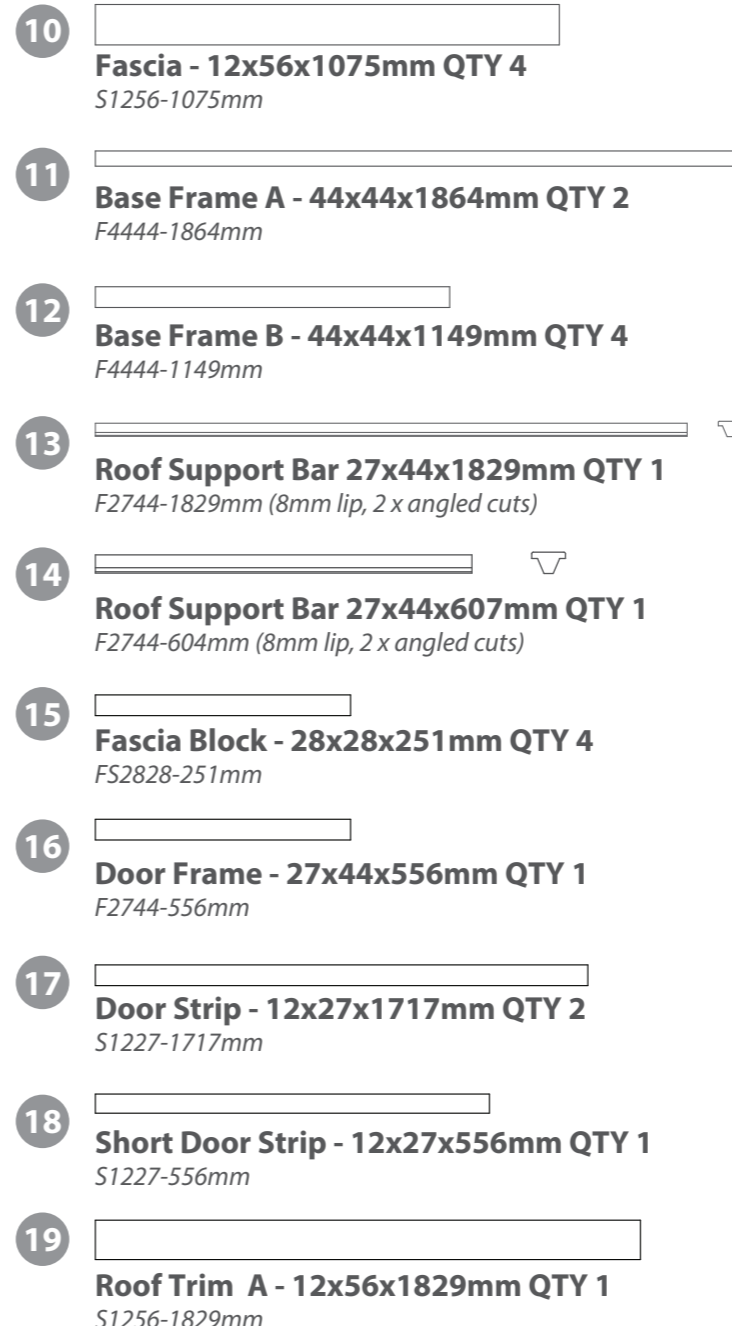 10
Fascia - 12x56x1075mm QTY 4
S1256-1075mm
11
Base Frame A - 44x44x1864mm QTY 2
F4444-1864mm
12
Base Frame B - 44x44x1149mm QTY 4
F4444-1149mm
13
Roof Support Bar 27x44x1829mm QTY 1
F2744-1829mm (8mm lip, 2 x angled cuts)
14
Roof Support Bar 27x44x607mm QTY 1
F2744-604mm (8mm lip, 2 x angled cuts)
15
Fascia Block - 28x28x251mm QTY 4
FS2828-251mm
16
Door Frame - 27x44x556mm QTY 1
F2744-556mm
17
Door Strip - 12x27x1717mm QTY 2
S1227-1717mm
18
Short Door Strip - 12x27x556mm QTY 1
S1227-556mm
19
Roof Trim A - 12x56x1829mm QTY 1
S1256-1829mm